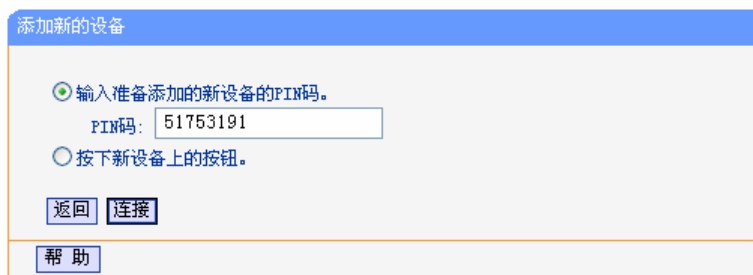 添加新的设备
输入准备添加的新设备的PIN码。
PIN码: 51753191
按下新设备上的按钮。
返回 连接
帮 助